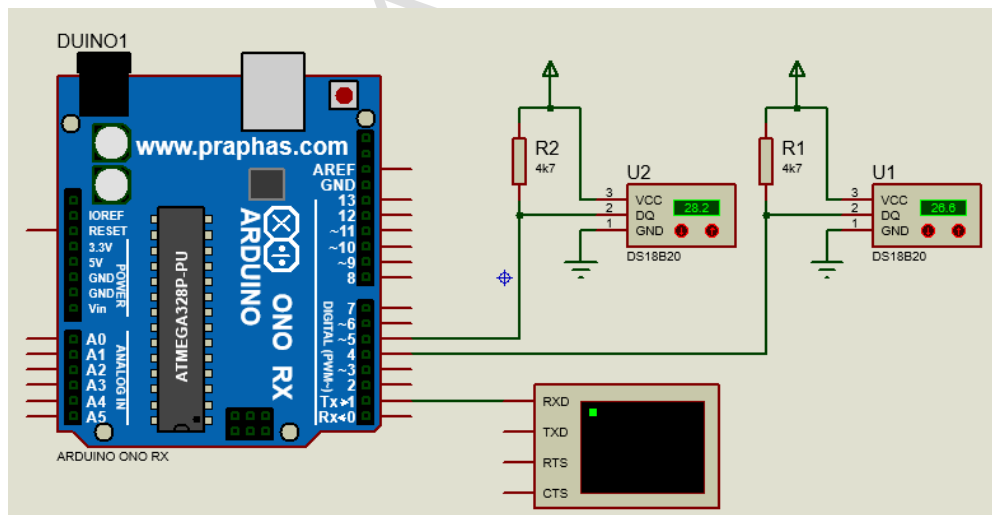 DUINO1
www.praphas.com
AREF
GND
13
12
~11
~10
~9
8
7
~6
~5
4
~3
2
Tx►1
Rx◄0
DIGITAL (PWM~)
IOREF
RESET
3.3V
5V
GND
GND
Vin
POWER
A0
A1
A2
A3
A4
A5
ANALOG IN
ATMEGA328P-PU
ARDUINO
ONO RX
ARDUINO ONO RX
R2
4k7
U2
3 VCC
2 DQ 28.2
1 GND
DS18B20
R1
4k7
U1
3 VCC
2 DQ 26.6
1 GND
DS18B20
RXD
TXD
RTS
CTS